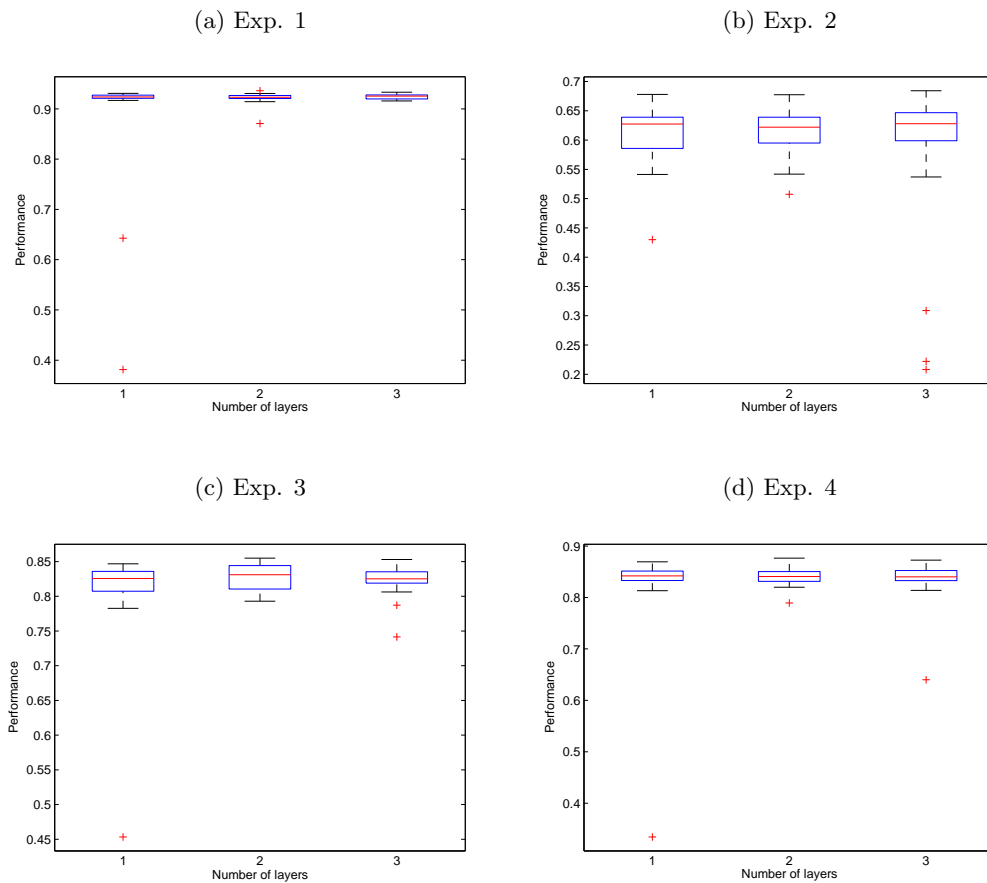 (a) Exp. 1
(b) Exp. 2
0.9
0.8
0.7
0.6
0.5
0.4
Performance
1 2 3
Number of layers
0.7
0.65
0.6
0.55
0.5
0.45
0.4
0.35
0.3
0.25
0.2
Performance
1 2 3
Number of layers
(c) Exp. 3
(d) Exp. 4
0.85
0.8
0.75
0.7
0.65
0.6
0.55
0.5
0.45
Performance
1 2 3
Number of layers
0.9
0.8
0.7
0.6
0.5
0.4
Performance
1 2 3
Number of layers